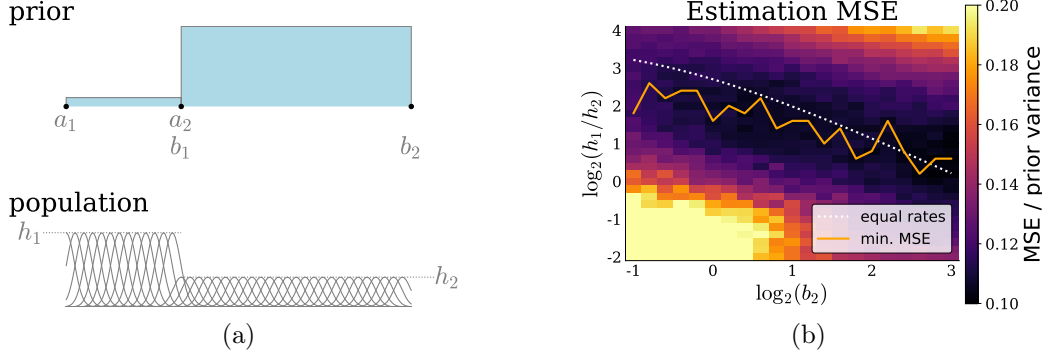 prior
a₁
a₂
b₁
b₂
population
h₁
h₂
(a)
Estimation MSE
log₂(h₁/h₂)
4
3
2
1
0
-1
-2
-1
0
1
2
3
log₂(b₂)
equal rates
min. MSE
0.20
0.18
0.16
0.14
0.12
0.10
MSE / prior variance
(b)